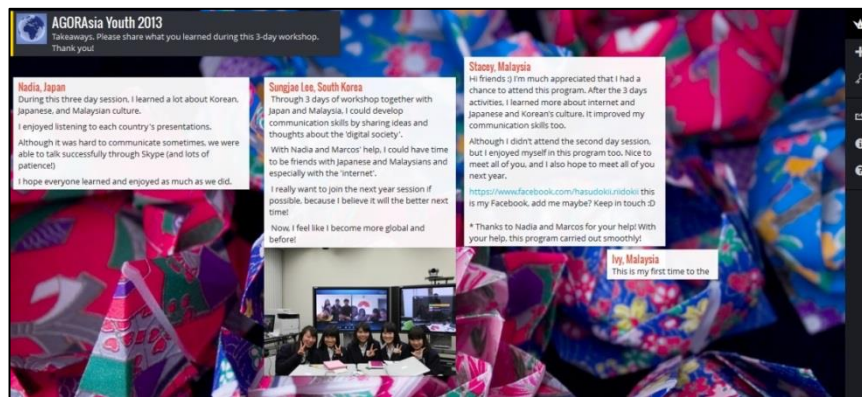 AGORAsia Youth 2013
Takeaways. Please share what you learned during this 3-day workshop.
Thank you!
Nadia, Japan
During this three day session, I learned a lot about Korean,
Japanese, and Malaysian culture.
I enjoyed listening to each country's presentations.
Although it was hard to communicate sometimes, we were
able to talk successfully through Skype (and lots of
patience!)
I hope everyone learned and enjoyed as much as we did.
Sungjae Lee, South Korea
Through 3 days of workshop together with
Japan and Malaysia, I could develop
communication skills by sharing ideas and
thoughts about the 'digital society'.
With Nadia and Marcos' help, I could have time
to be friends with Japanese and Malaysians and
especially with the 'internet'.
I really want to join the next year session if
possible, because I believe it will the better next
time!
Now, I feel like I become more global and
before!
Stacey, Malaysia
Hi friends :) I'm much appreciated that I had a
chance to attend this program. After the 3 days
activities, I learned more about internet and
Japanese and Korean's culture. It improved my
communication skills too.
Although I didn't attend the second day session,
but I enjoyed myself in this program too. Nice to
meet all of you, and I also hope to meet all of you
next year.
https://www.facebook.com/hasudoki.riidokii this
is my Facebook, add me maybe? Keep in touch :D
* Thanks to Nadia and Marcos for your help! With
your help, this program carried out smoothly!
Ivy, Malaysia
This is my first time to the